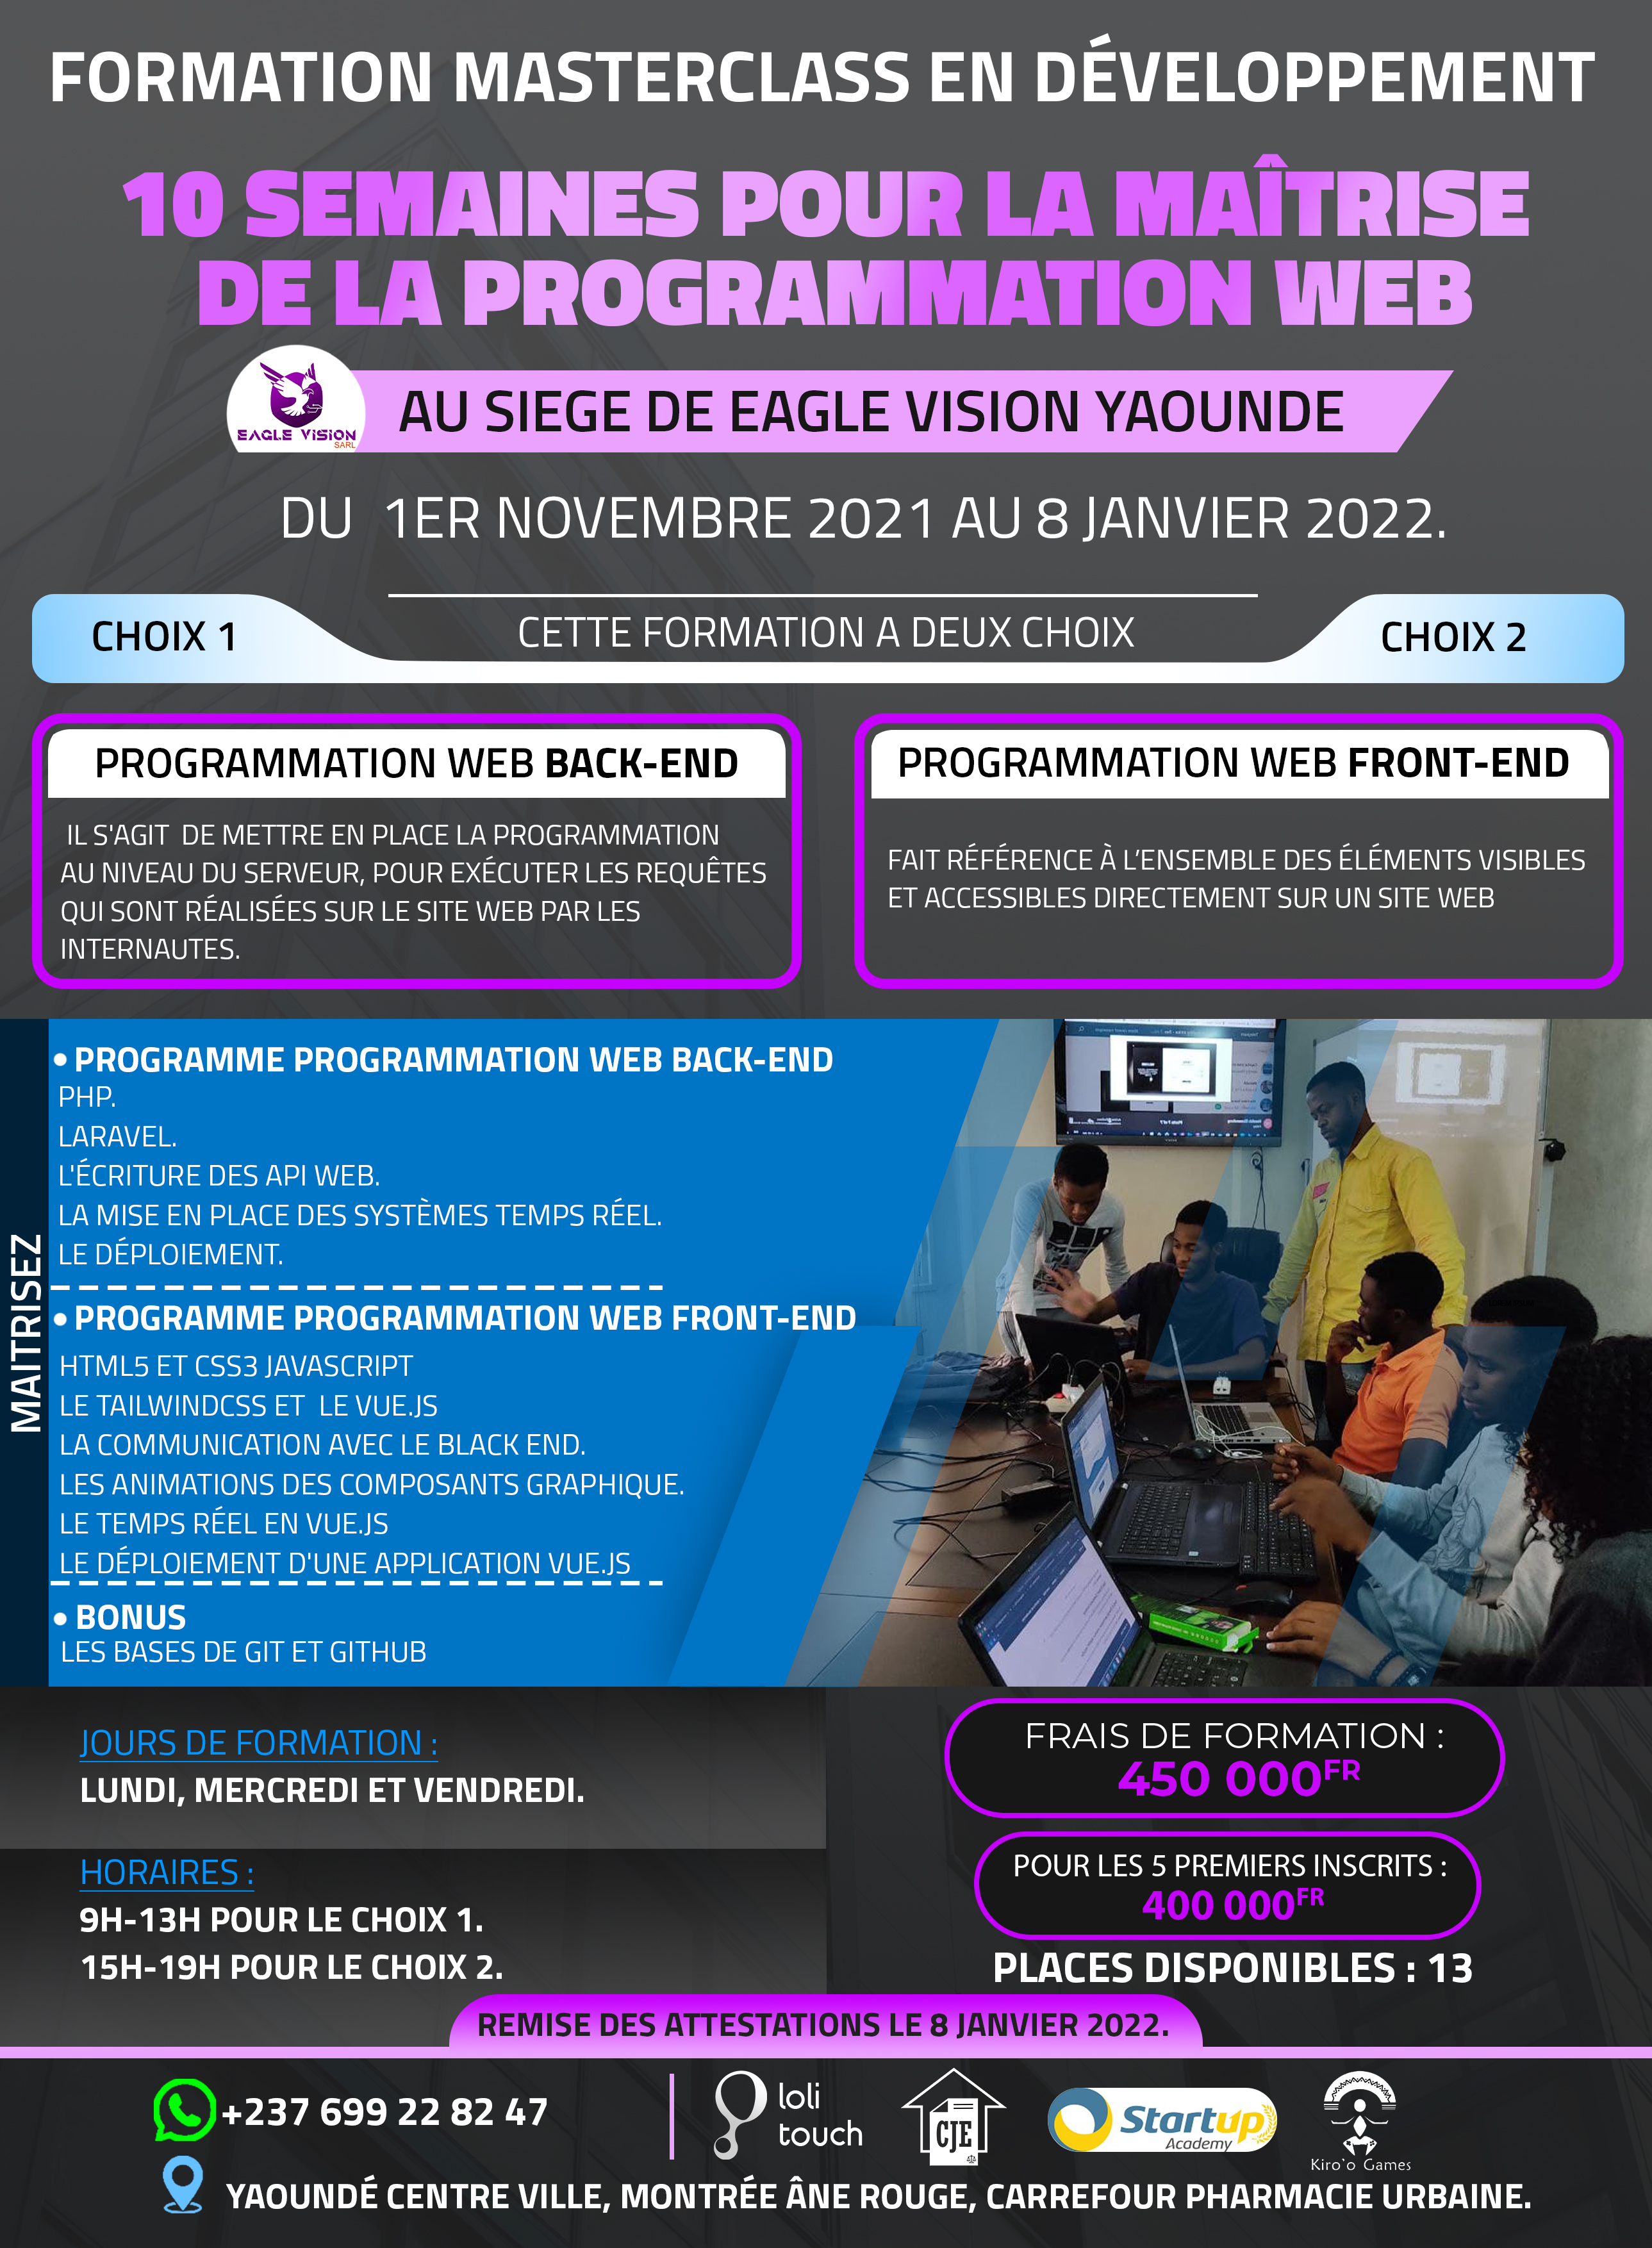 FORMATION MASTERCLASS EN DÉVELOPPEMENT
10 SEMAINES POUR LA MAÎTRISE
DE LA PROGRAMMATION WEB
EAGLE VISION
SARL
AU SIEGE DE EAGLE VISION YAOUNDE
DU 1ER NOVEMBRE 2021 AU 8 JANVIER 2022.
CHOIX 1
CETTE FORMATION A DEUX CHOIX
CHOIX 2
PROGRAMMATION WEB BACK-END
IL S'AGIT DE METTRE EN PLACE LA PROGRAMMATION
AU NIVEAU DU SERVEUR, POUR EXÉCUTER LES REQUÊTES
QUI SONT RÉALISÉES SUR LE SITE WEB PAR LES
INTERNAUTES.
PROGRAMMATION WEB FRONT-END
FAIT RÉFÉRENCE À L’ENSEMBLE DES ÉLÉMENTS VISIBLES
ET ACCESSIBLES DIRECTEMENT SUR UN SITE WEB
MAITRISEZ
• PROGRAMME PROGRAMMATION WEB BACK-END
PHP.
LARAVEL.
L'ÉCRITURE DES API WEB.
LA MISE EN PLACE DES SYSTÈMES TEMPS RÉEL.
LE DÉPLOIEMENT.
• PROGRAMME PROGRAMMATION WEB FRONT-END
HTML5 ET CSS3 JAVASCRIPT
LE TAILWINDCSS ET LE VUE.JS
LA COMMUNICATION AVEC LE BLACK END.
LES ANIMATIONS DES COMPOSANTS GRAPHIQUE.
LE TEMPS RÉEL EN VUE.JS
LE DÉPLOIEMENT D'UNE APPLICATION VUE.JS
• BONUS
LES BASES DE GIT ET GITHUB
JOURS DE FORMATION :
LUNDI, MERCREDI ET VENDREDI.
HORAIRES :
9H-13H POUR LE CHOIX 1.
15H-19H POUR LE CHOIX 2.
FRAIS DE FORMATION :
450 000FR
POUR LES 5 PREMIERS INSCRITS :
400 000FR
PLACES DISPONIBLES : 13
REMISE DES ATTESTATIONS LE 8 JANVIER 2022.
+237 699 22 82 47
loli
touch
CJE
Startup
Academy
Kiro'o Games
YAOUNDÉ CENTRE VILLE, MONTRÉE ÂNE ROUGE, CARREFOUR PHARMACIE URBAINE.